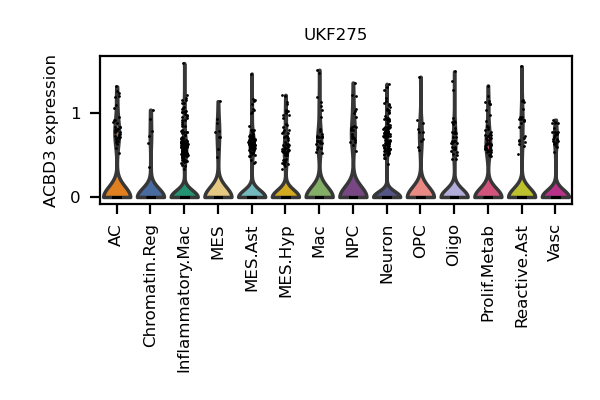 UKF275
ACBD3 expression
1
0
AC
Chromatin.Reg
Inflammatory.Mac
MES
MES.Ast
MES.Hyp
Mac
NPC
Neuron
OPC
Oligo
Prolif.Metab
Reactive.Ast
Vasc